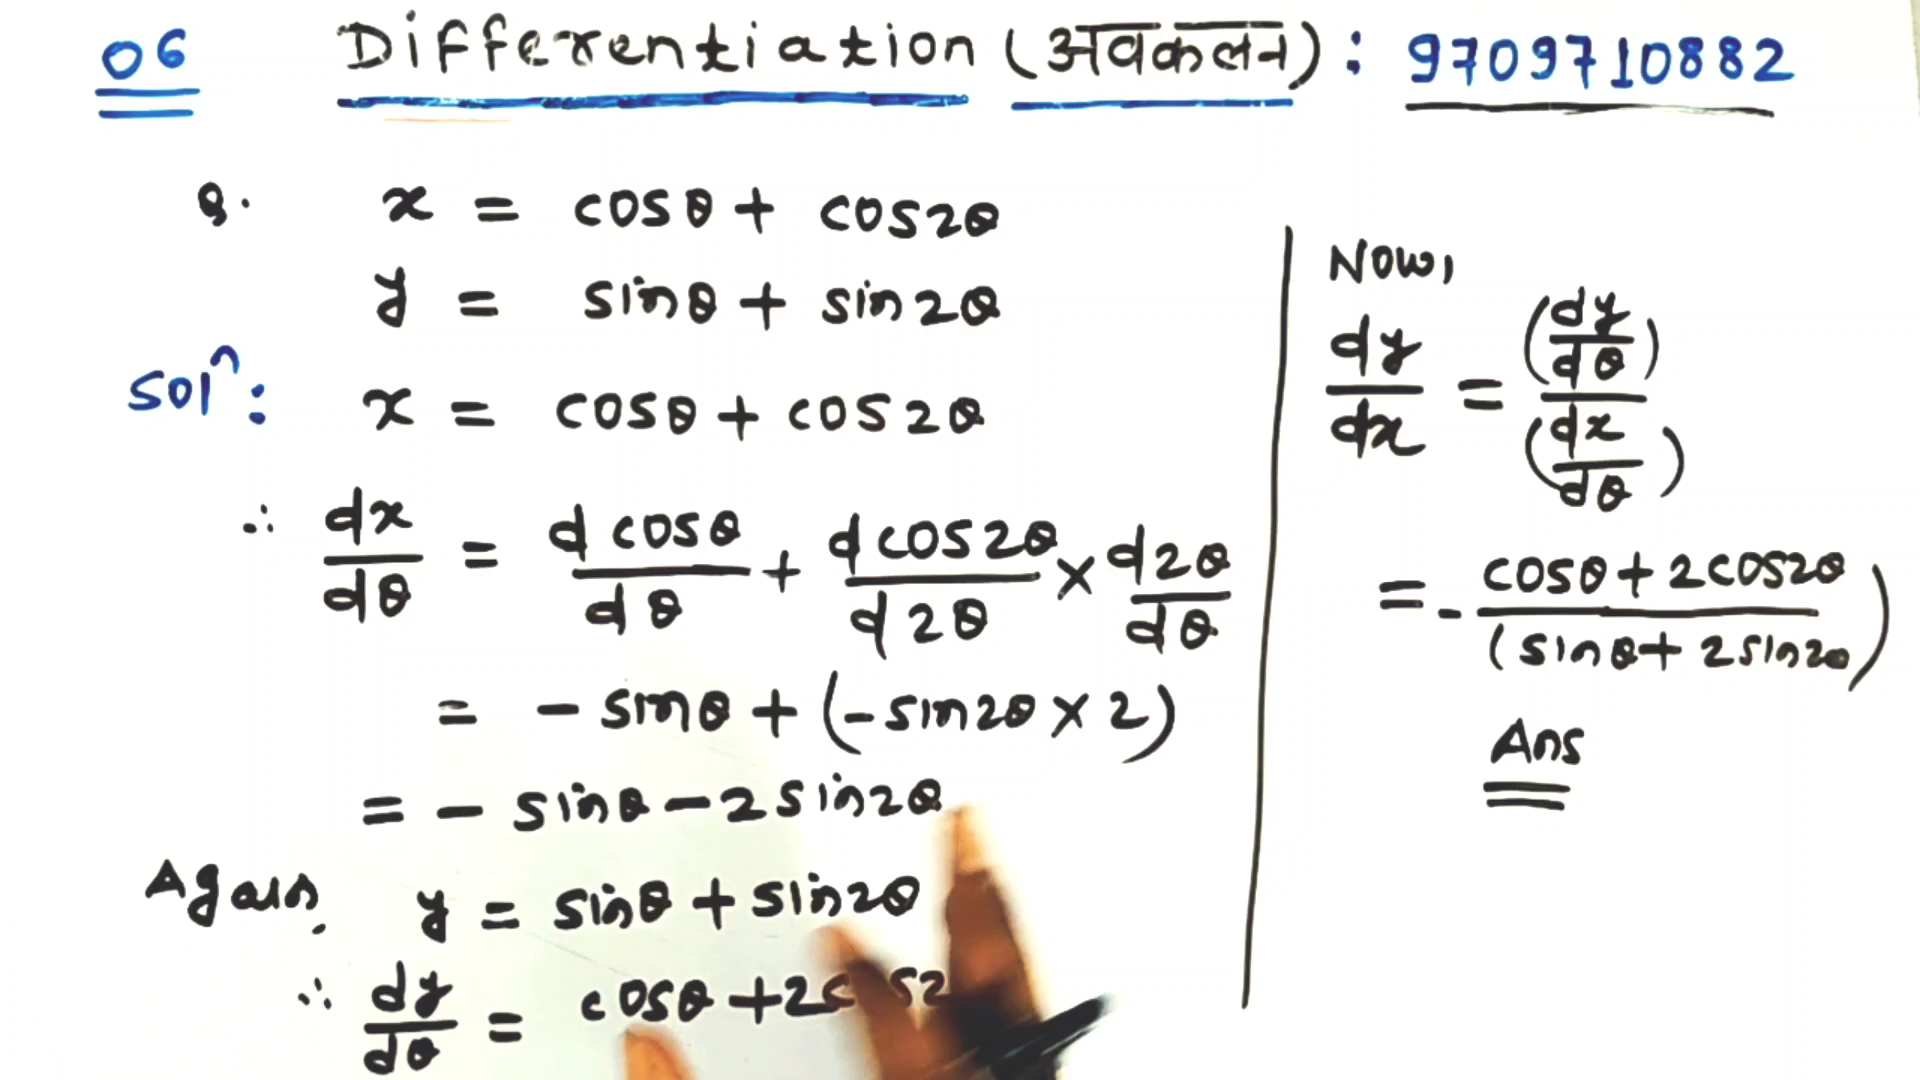 06 Differentiation (अवकलन) : 9709710882
Q. x = cosθ + cos2θ
y = sinθ + sin2θ
Solⁿ: x = cosθ + cos2θ
∴ dx/dθ = d cosθ/dθ + d cos2θ/d2θ × d2θ/dθ
= - sinθ + (-sin2θ × 2)
= - sinθ - 2sin2θ
Again, y = sinθ + sin2θ
∴ dy/dθ = cosθ + 2
Now,
dy/dx = (dy/dθ)/(dx/dθ)
= - cosθ + 2cos2θ/(sinθ + 2sin2θ)
Ans